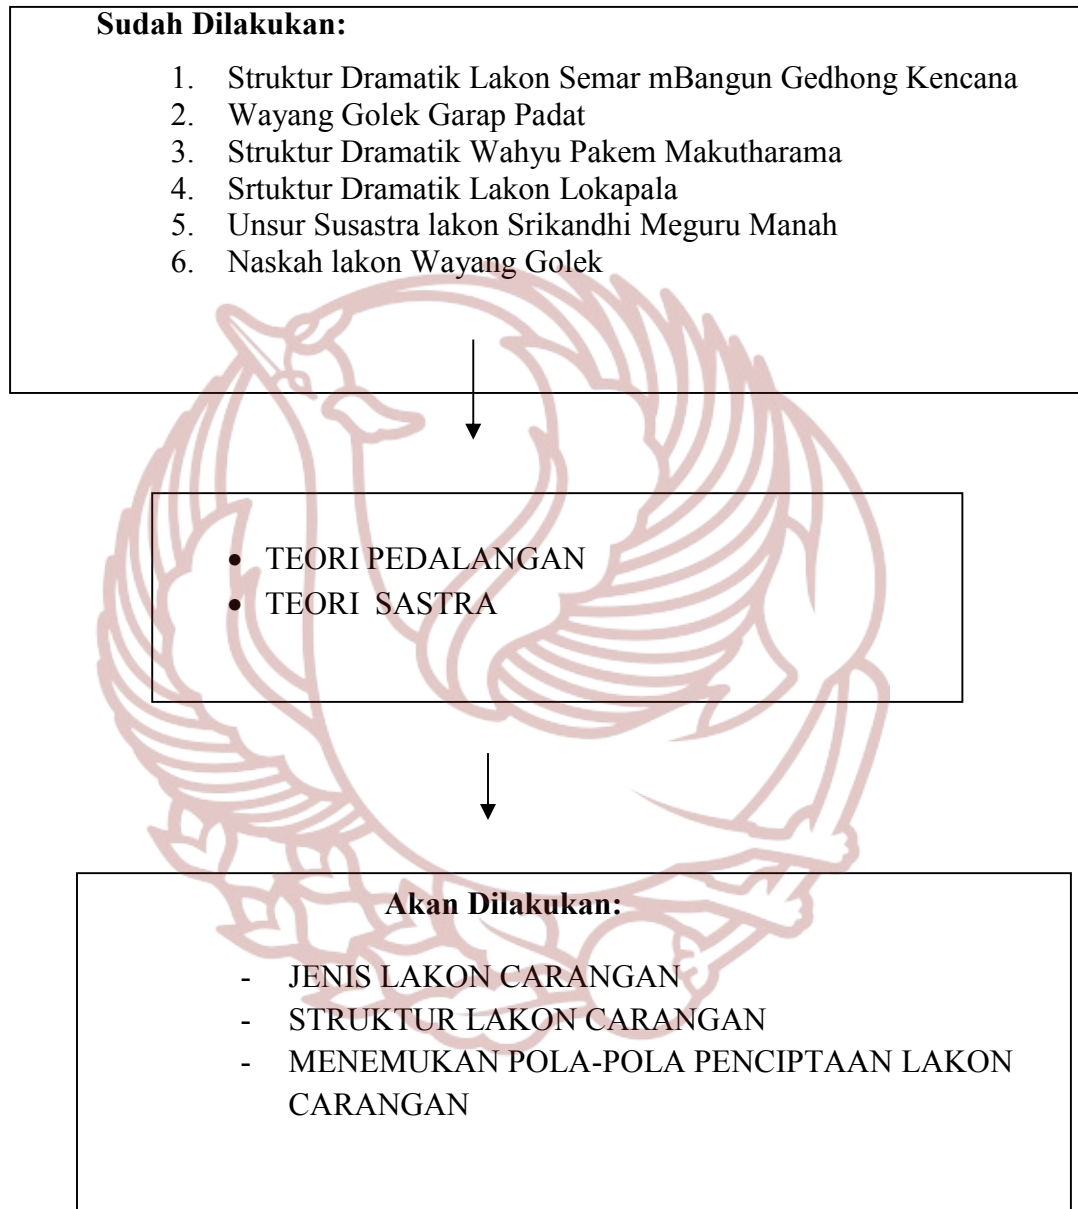 Sudah Dilakukan:
1. Struktur Dramatik Lakon Semar mBangun Gedhong Kencana
2. Wayang Golek Garap Padat
3. Struktur Dramatik Wahyu Pakem Makutharama
4. Srtuktur Dramatik Lakon Lokapala
5. Unsur Susastra lakon Srikandhi Meguru Manah
6. Naskah lakon Wayang Golek
• TEORI PEDALANGAN
• TEORI SASTRA
Akan Dilakukan:
- JENIS LAKON CARANGAN
- STRUKTUR LAKON CARANGAN
- MENEMUKAN POLA-POLA PENCIPTAAN LAKON
CARANGAN